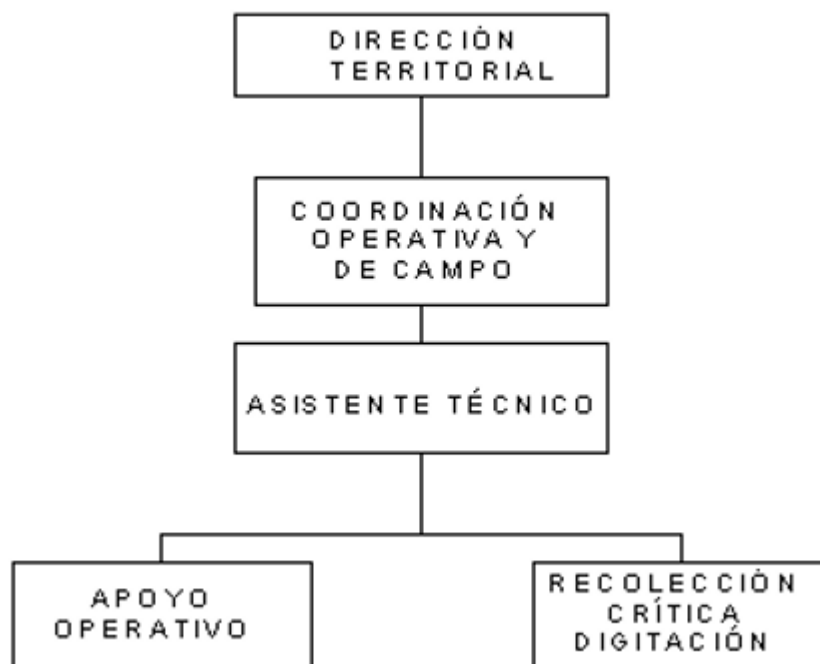 DIRECCIÓN
TERRITORIAL
COORDINACIÓN
OPERATIVA Y
DE CAMPO
ASISTENTE TÉCNICO
APOYO
OPERATIVO
RECOLECCIÓN
CRÍTICA
DIGITACIÓN